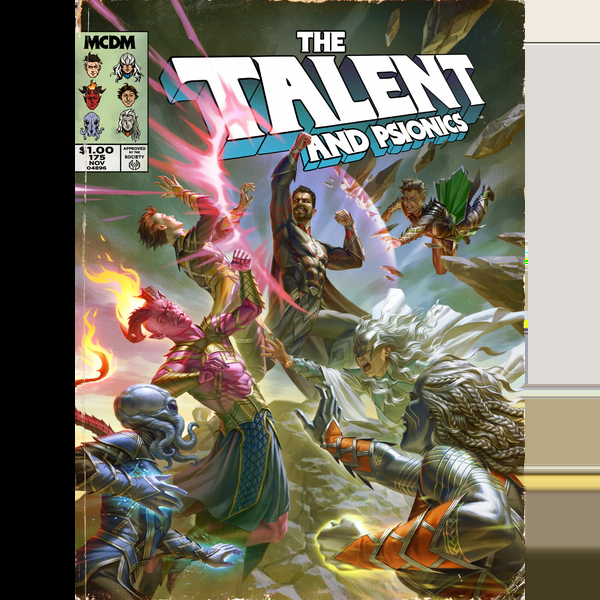 MCDM
$1.00
175
NOV
04896
APPROVED
BY THE
SOCIETY
THE
TALENT
AND PSIONICS